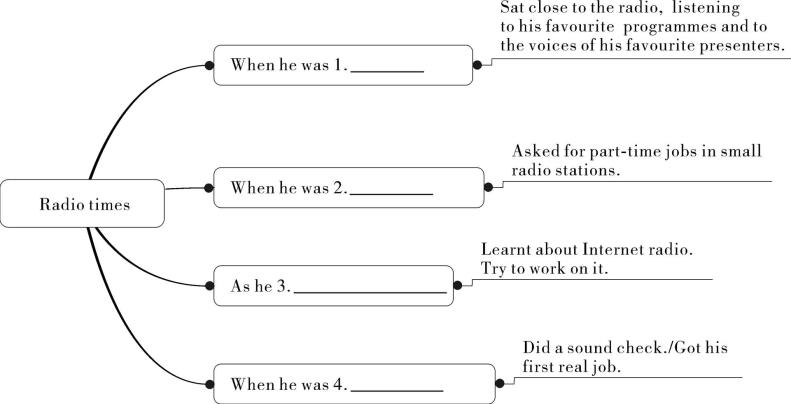 Sat close to the radio, listening
to his favourite programmes and to
the voices of his favourite presenters.
When he was 1. ________
Asked for part-time jobs in small
radio stations.
When he was 2. _________
Radio times
Learnt about Internet radio.
Try to work on it.
As he 3. ________________
Did a sound check./Got his
first real job.
When he was 4. __________